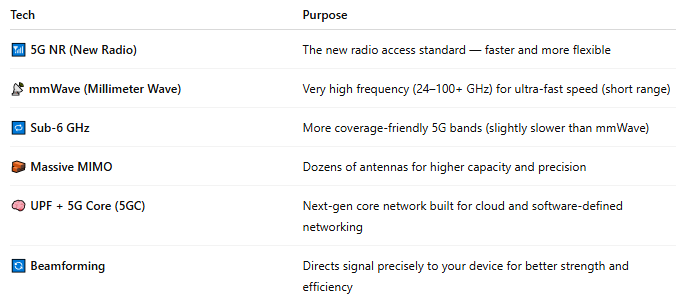 Tech Purpose
📶 5G NR (New Radio) The new radio access standard — faster and more flexible
📡 mmWave (Millimeter Wave) Very high frequency (24–100+ GHz) for ultra-fast speed (short range)
🔁 Sub-6 GHz More coverage-friendly 5G bands (slightly slower than mmWave)
🧱 Massive MIMO Dozens of antennas for higher capacity and precision
🧠 UPF + 5G Core (5GC) Next-gen core network built for cloud and software-defined
networking
🔄 Beamforming Directs signal precisely to your device for better strength and
efficiency